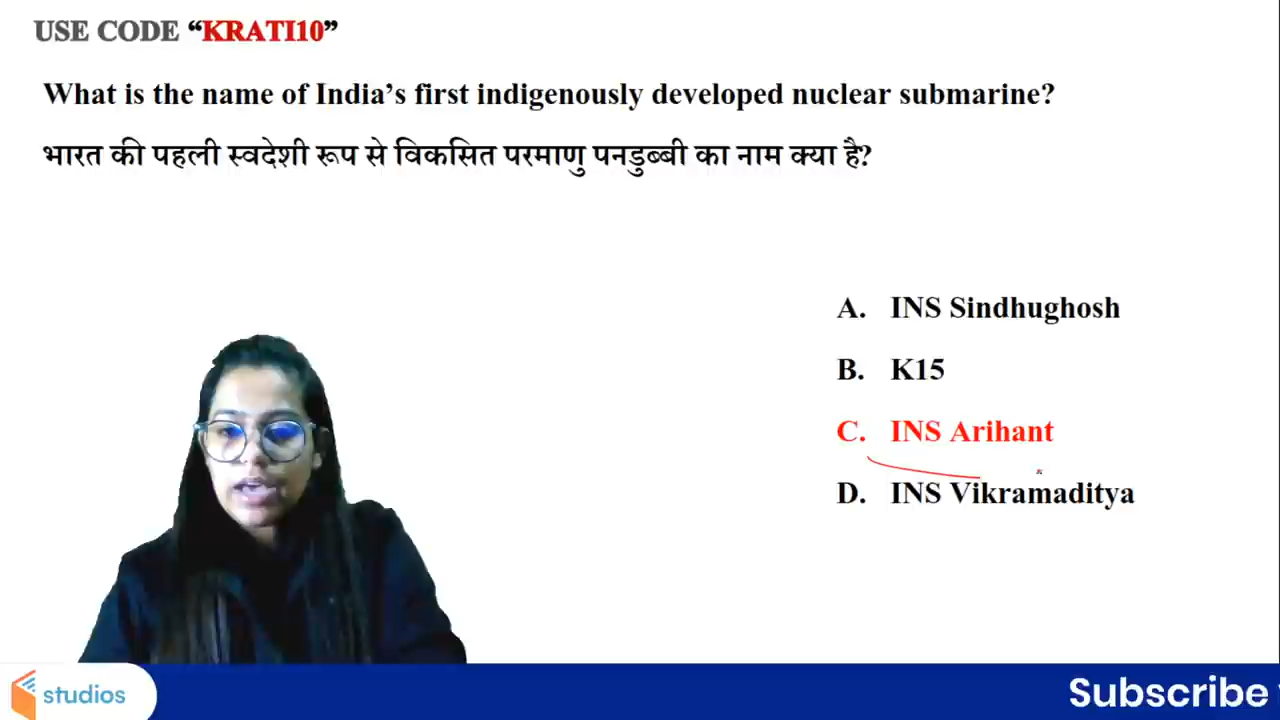 USE CODE “KRATI10”
What is the name of India’s first indigenously developed nuclear submarine?
भारत की पहली स्वदेशी रूप से विकसित परमाणु पनडुब्बी का नाम क्या है?
A. INS Sindhughosh
B. K15
C. INS Arihant
D. INS Vikramaditya
studios
Subscribe